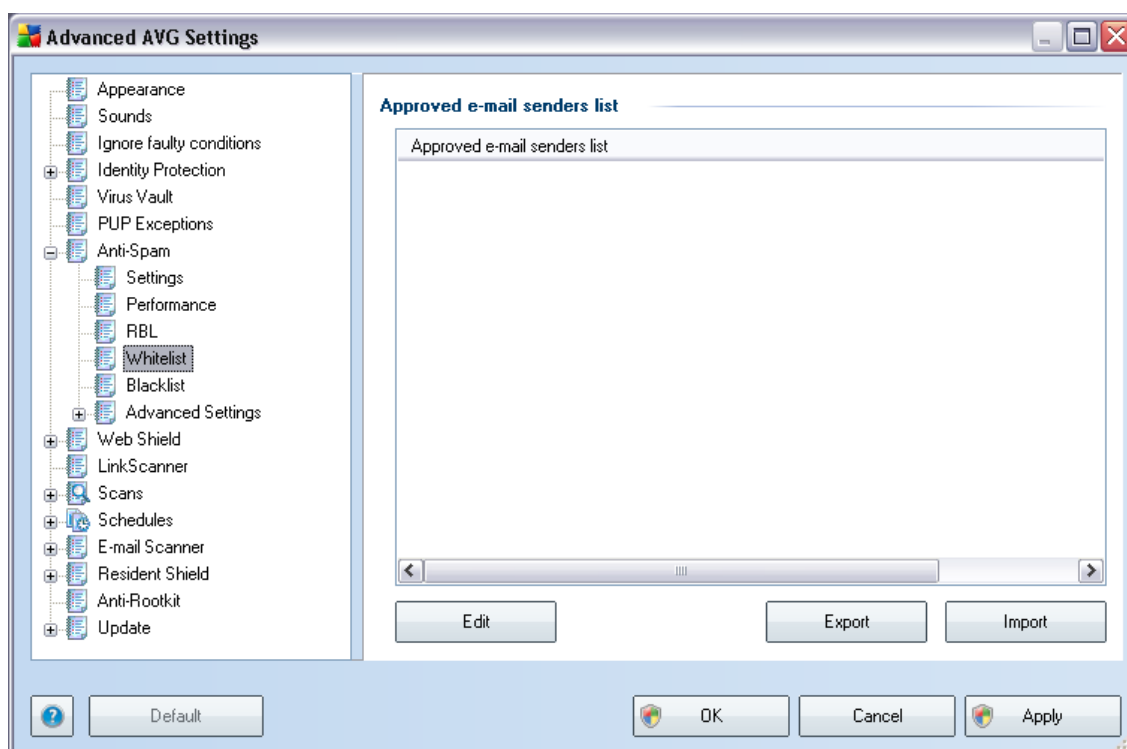 Advanced AVG Settings
Appearance
Sounds
Ignore faulty conditions
Identity Protection
Virus Vault
PUP Exceptions
Anti-Spam
Settings
Performance
RBL
Whitelist
Blacklist
Advanced Settings
Web Shield
LinkScanner
Scans
Schedules
E-mail Scanner
Resident Shield
Anti-Rootkit
Update
Approved e-mail senders list
Approved e-mail senders list
Edit
Export
Import
Default
OK
Cancel
Apply